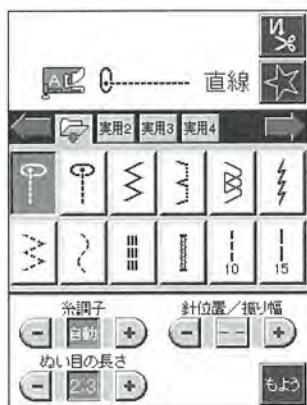 直線
実用2 実用3 実用4
10 15
糸調子 針位置/振り幅
- 自動 + - -- +
ぬい目の長さ
- 2.3 + もよう